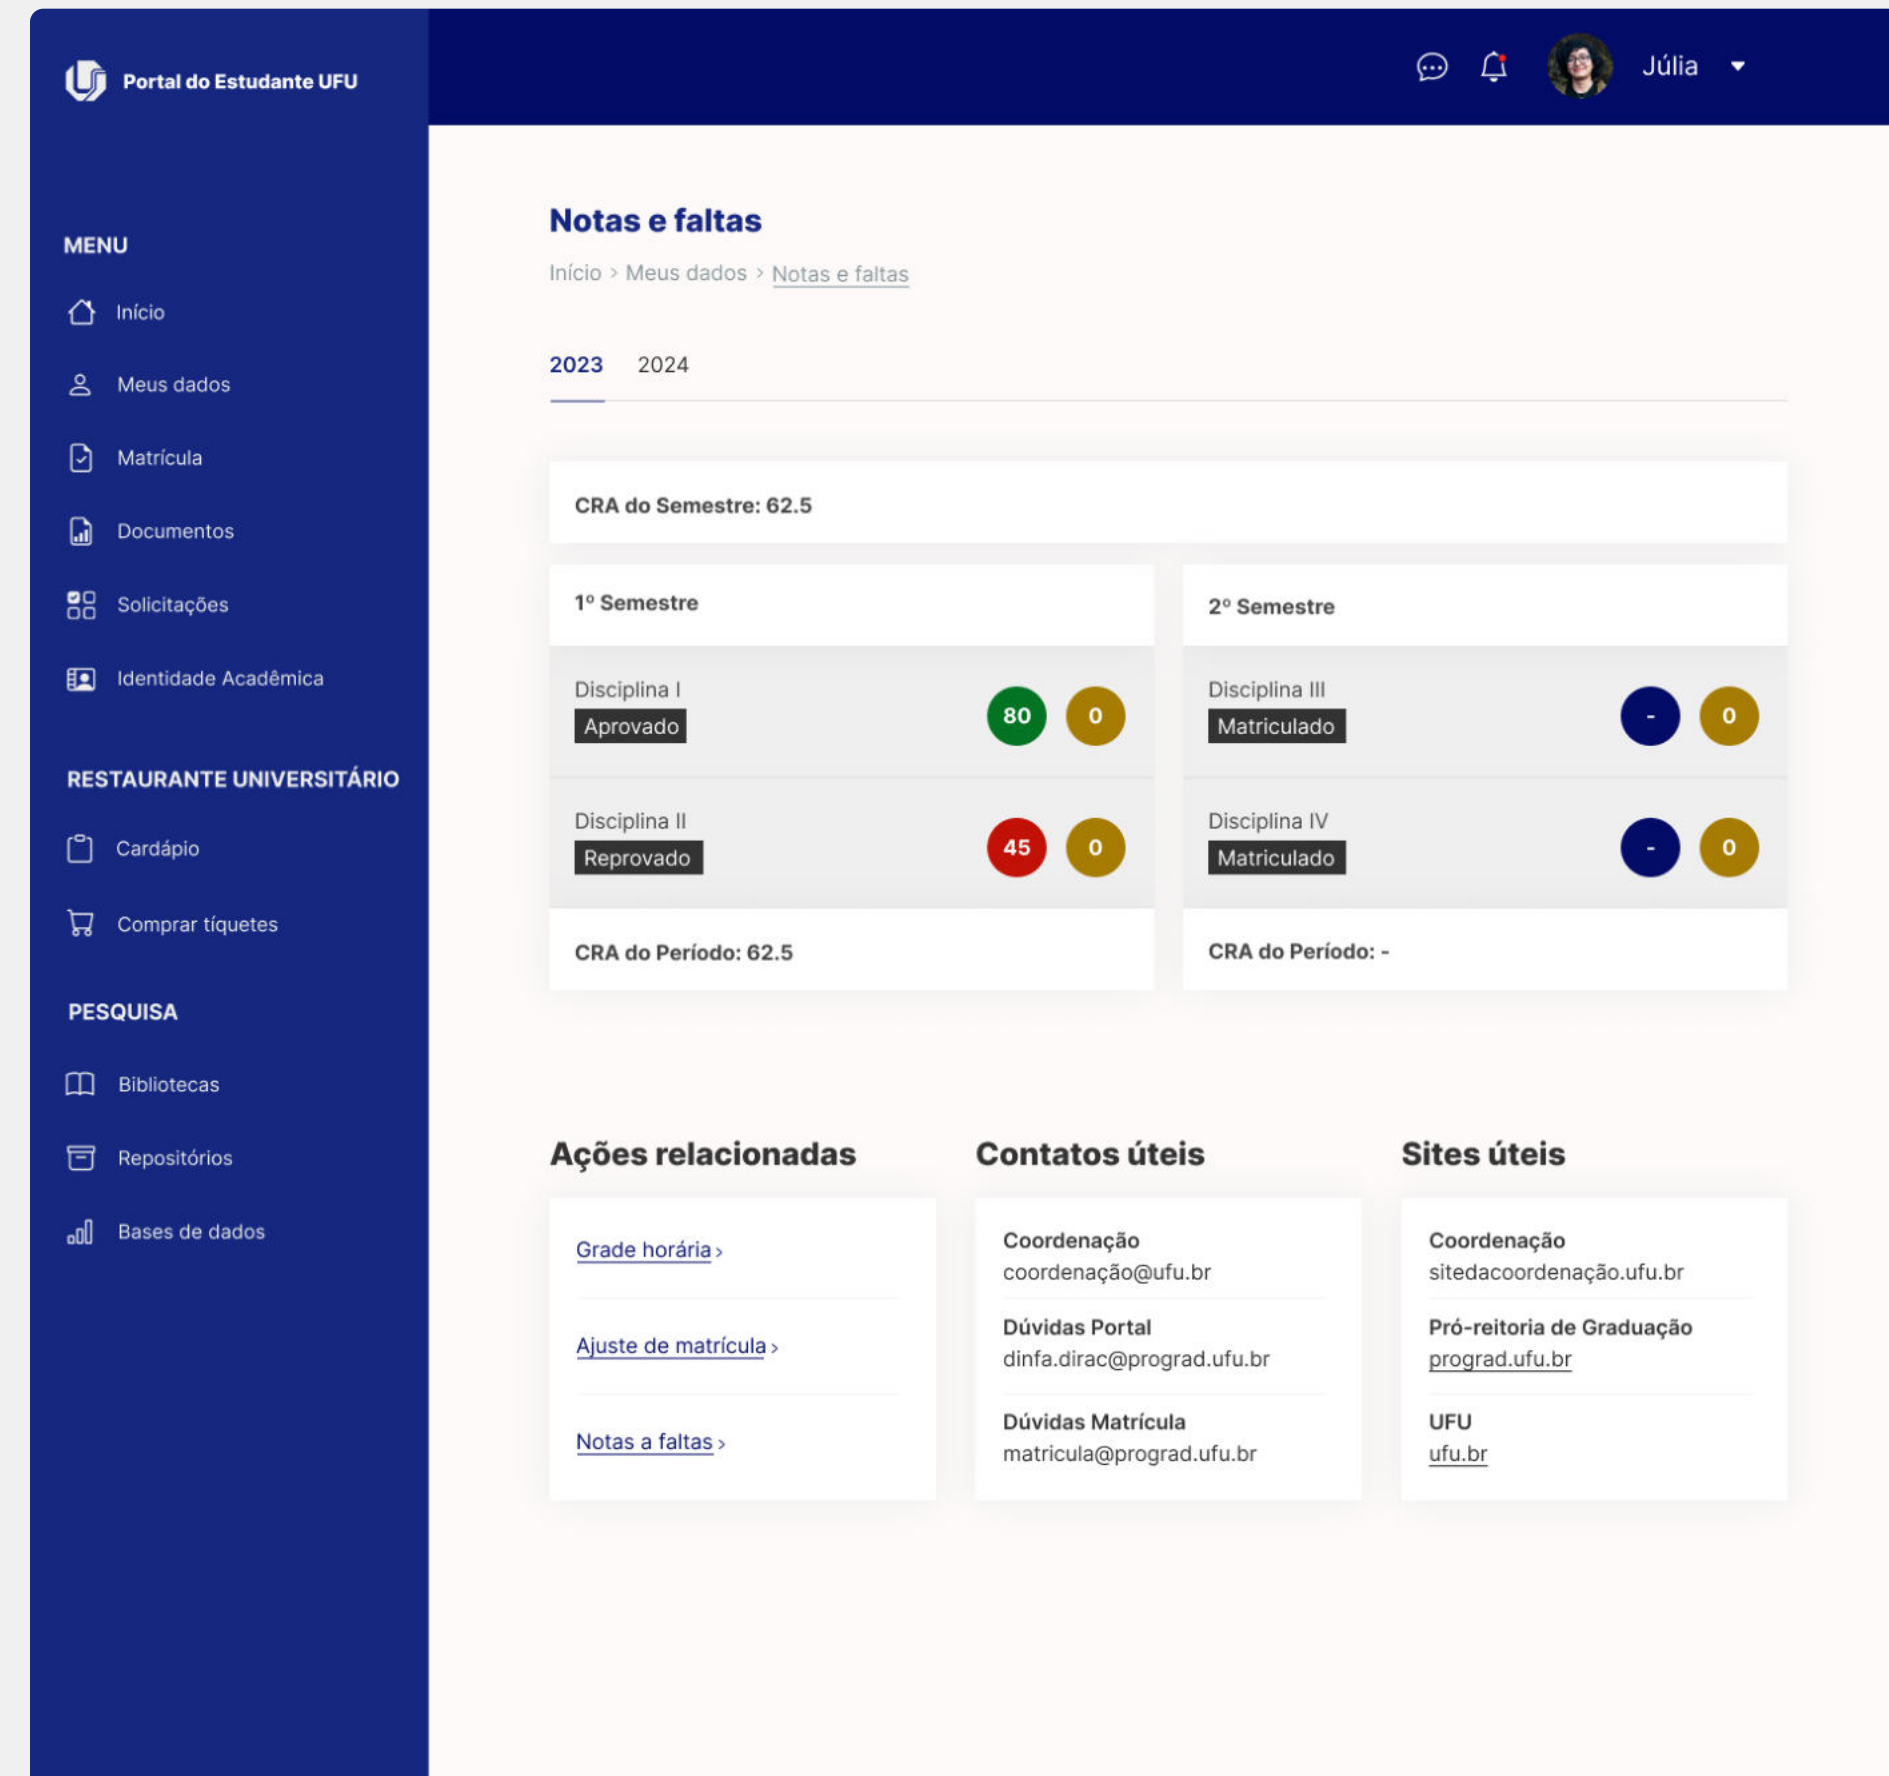 Portal do Estudante UFU
Júlia
MENU
Início
Meus dados
Matrícula
Documentos
Solicitações
Identidade Acadêmica
RESTAURANTE UNIVERSITÁRIO
Cardápio
Comprar tíquetes
PESQUISA
Bibliotecas
Repositórios
Bases de dados
Notas e faltas
Início > Meus dados > Notas e faltas
2023 2024
CRA do Semestre: 62.5
1º Semestre
Disciplina I
Aprovado
80 0
Disciplina II
Reprovado
45 0
CRA do Período: 62.5
2º Semestre
Disciplina III
Matriculado
- 0
Disciplina IV
Matriculado
- 0
CRA do Período: -
Ações relacionadas
Grade horária >
Ajuste de matrícula >
Notas a faltas >
Contatos úteis
Coordenação
coordenação@ufu.br
Dúvidas Portal
dinfa.dirac@prograd.ufu.br
Dúvidas Matrícula
matricula@prograd.ufu.br
Sites úteis
Coordenação
sitedacoordenação.ufu.br
Pró-reitoria de Graduação
prograd.ufu.br
UFU
ufu.br